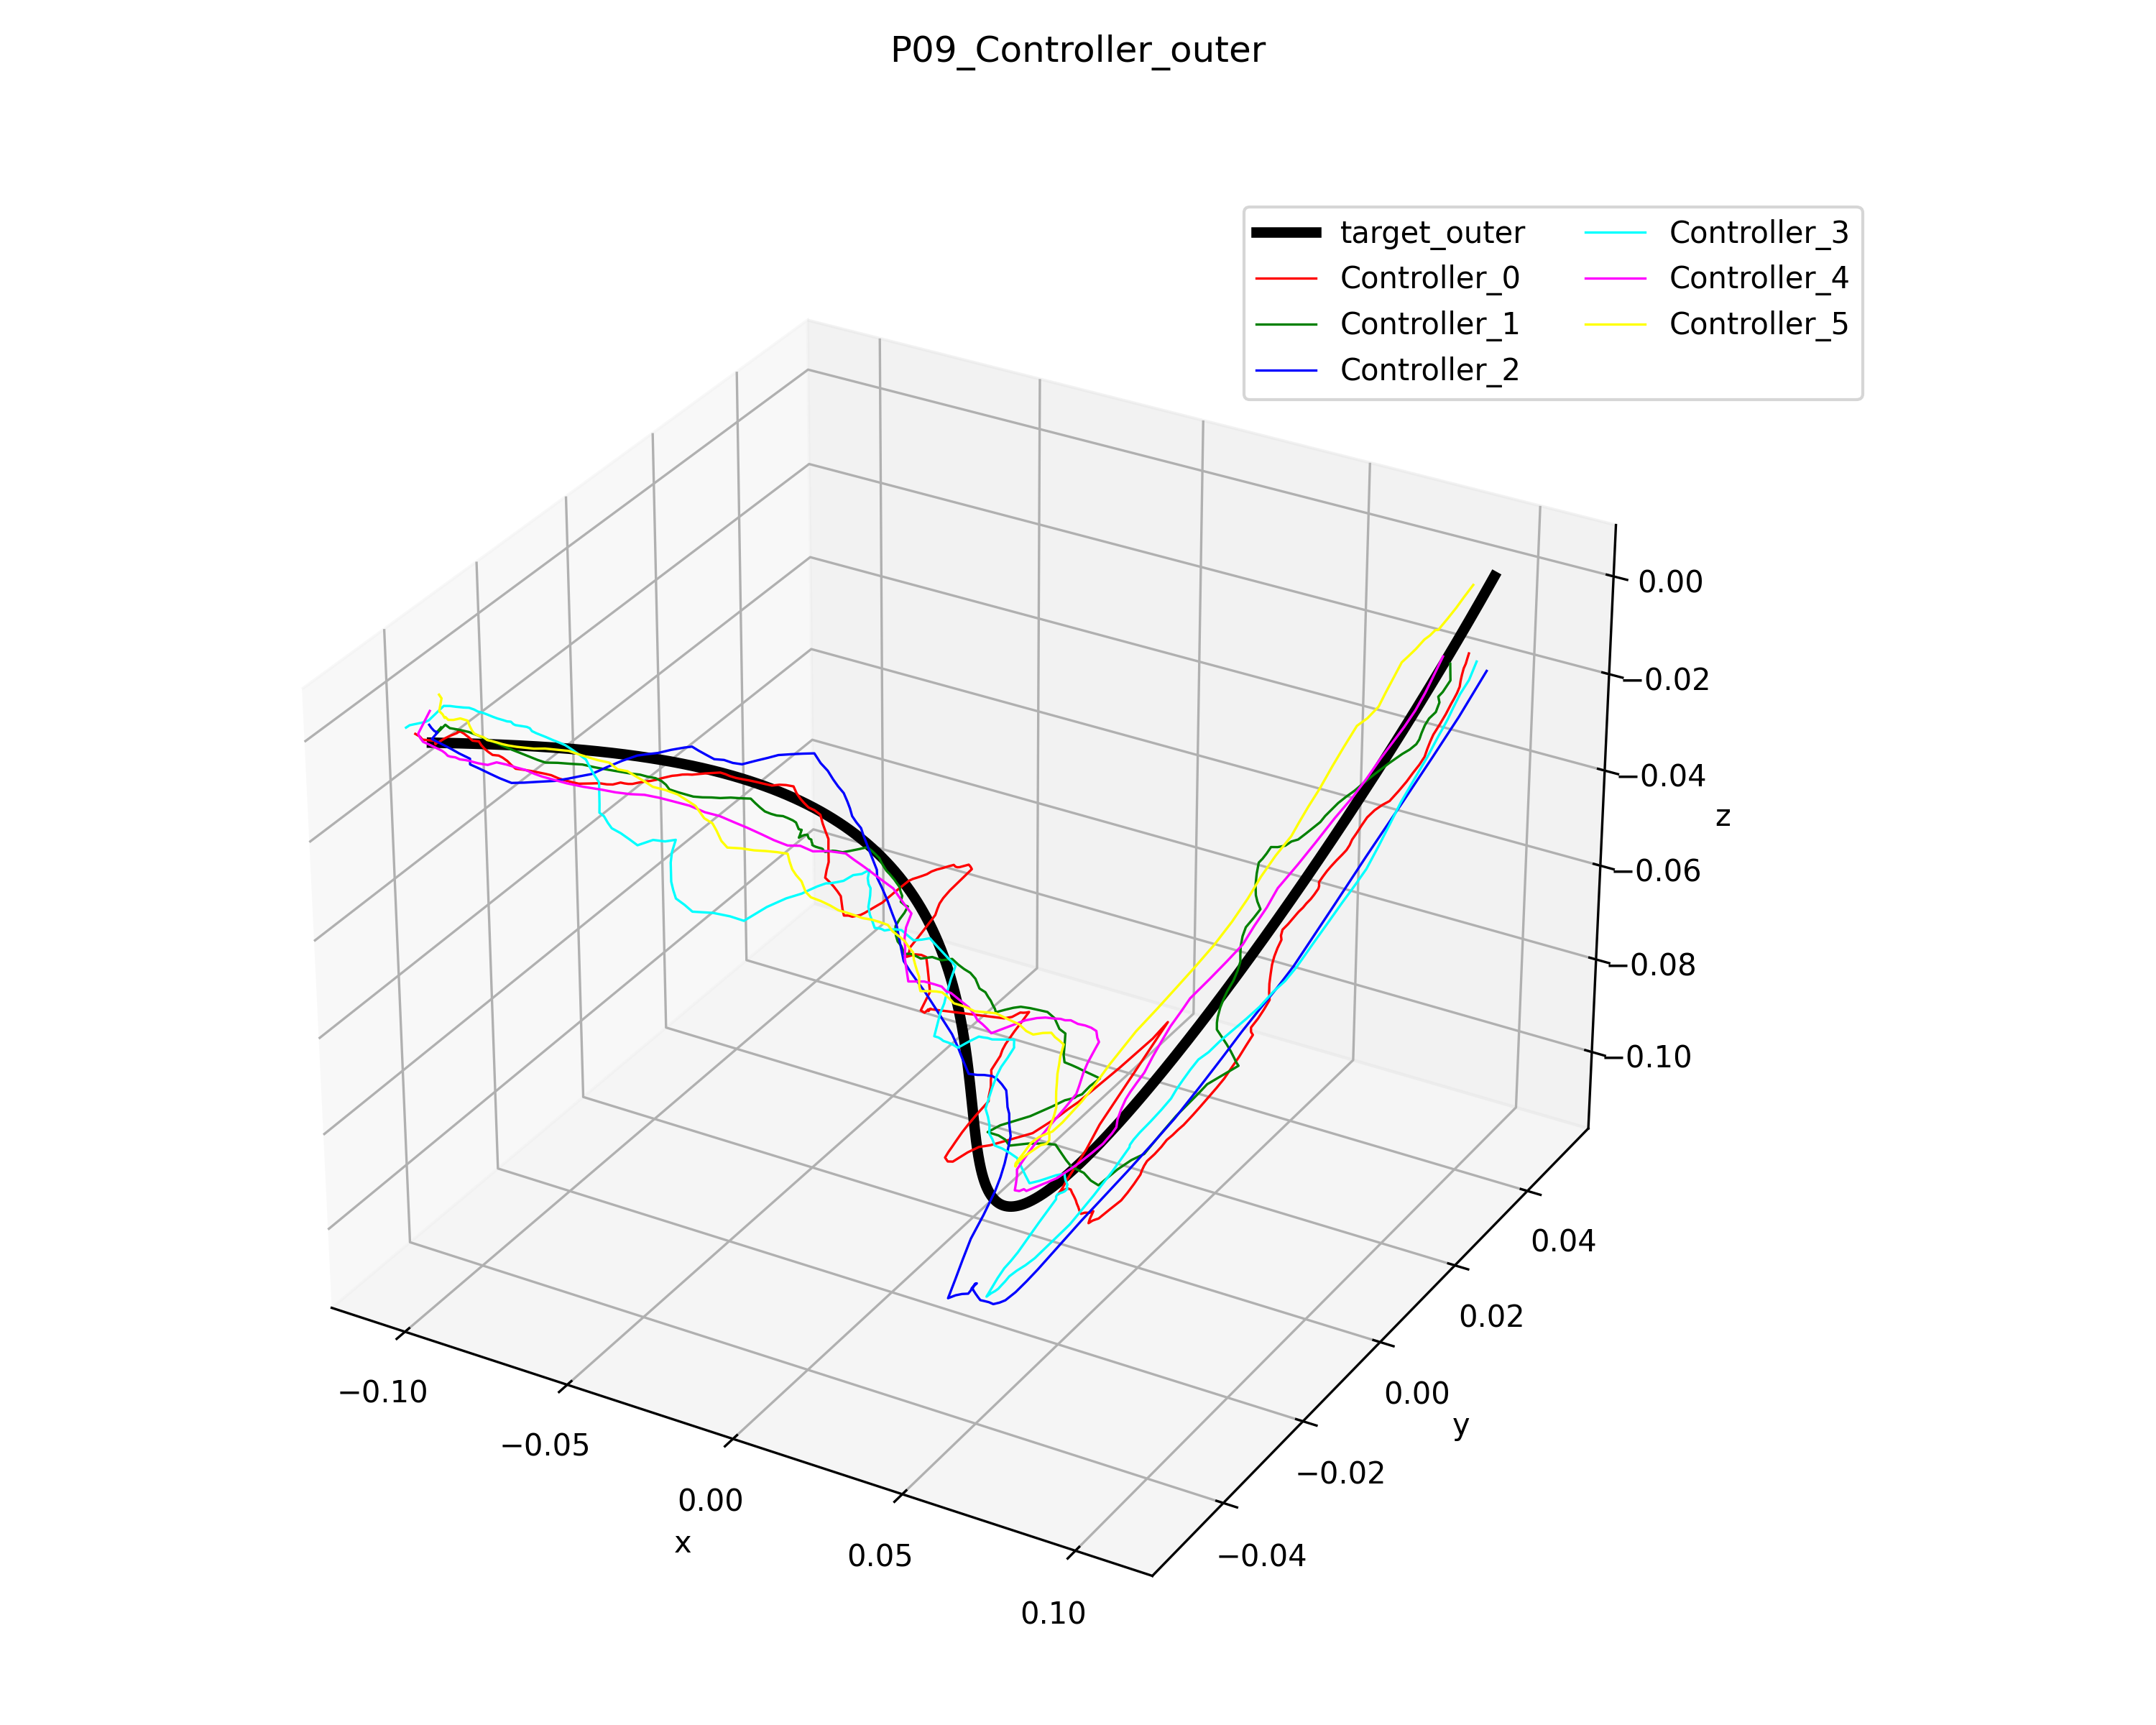 P09_Controller_outer
target_outer
Controller_0
Controller_1
Controller_2
Controller_3
Controller_4
Controller_5
0.00
−0.02
−0.04
−0.06
−0.08
−0.10
z
0.04
0.02
0.00
−0.02
−0.04
y
−0.10
−0.05
0.00
0.05
0.10
x